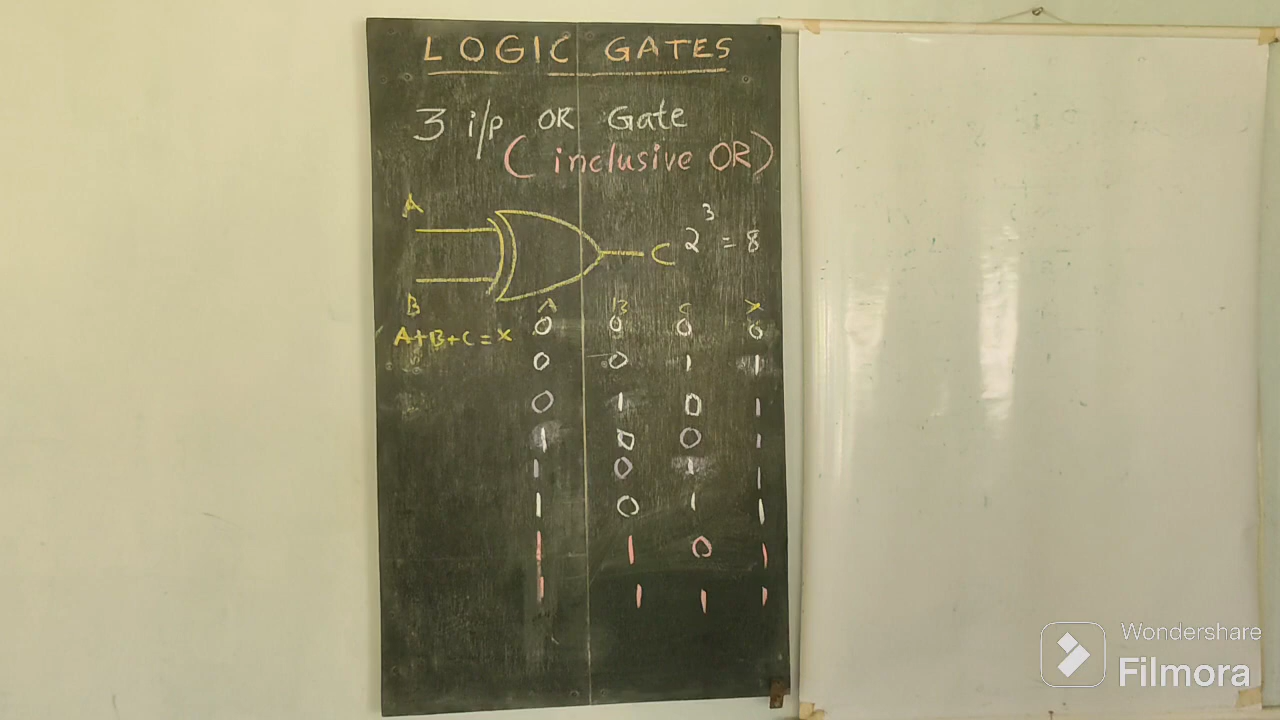 LOGIC GATES
3 i/p OR Gate
(inclusive OR)
A
B
C
2³ = 8
A+B+C=X
A B C X
0 0 0 0
0 0 1 1
0 1 0 1
1 0 0 1
1 0 1 1
1 0 1 1
1 1 0 1
1 1 1 1
Wondershare
Filmora